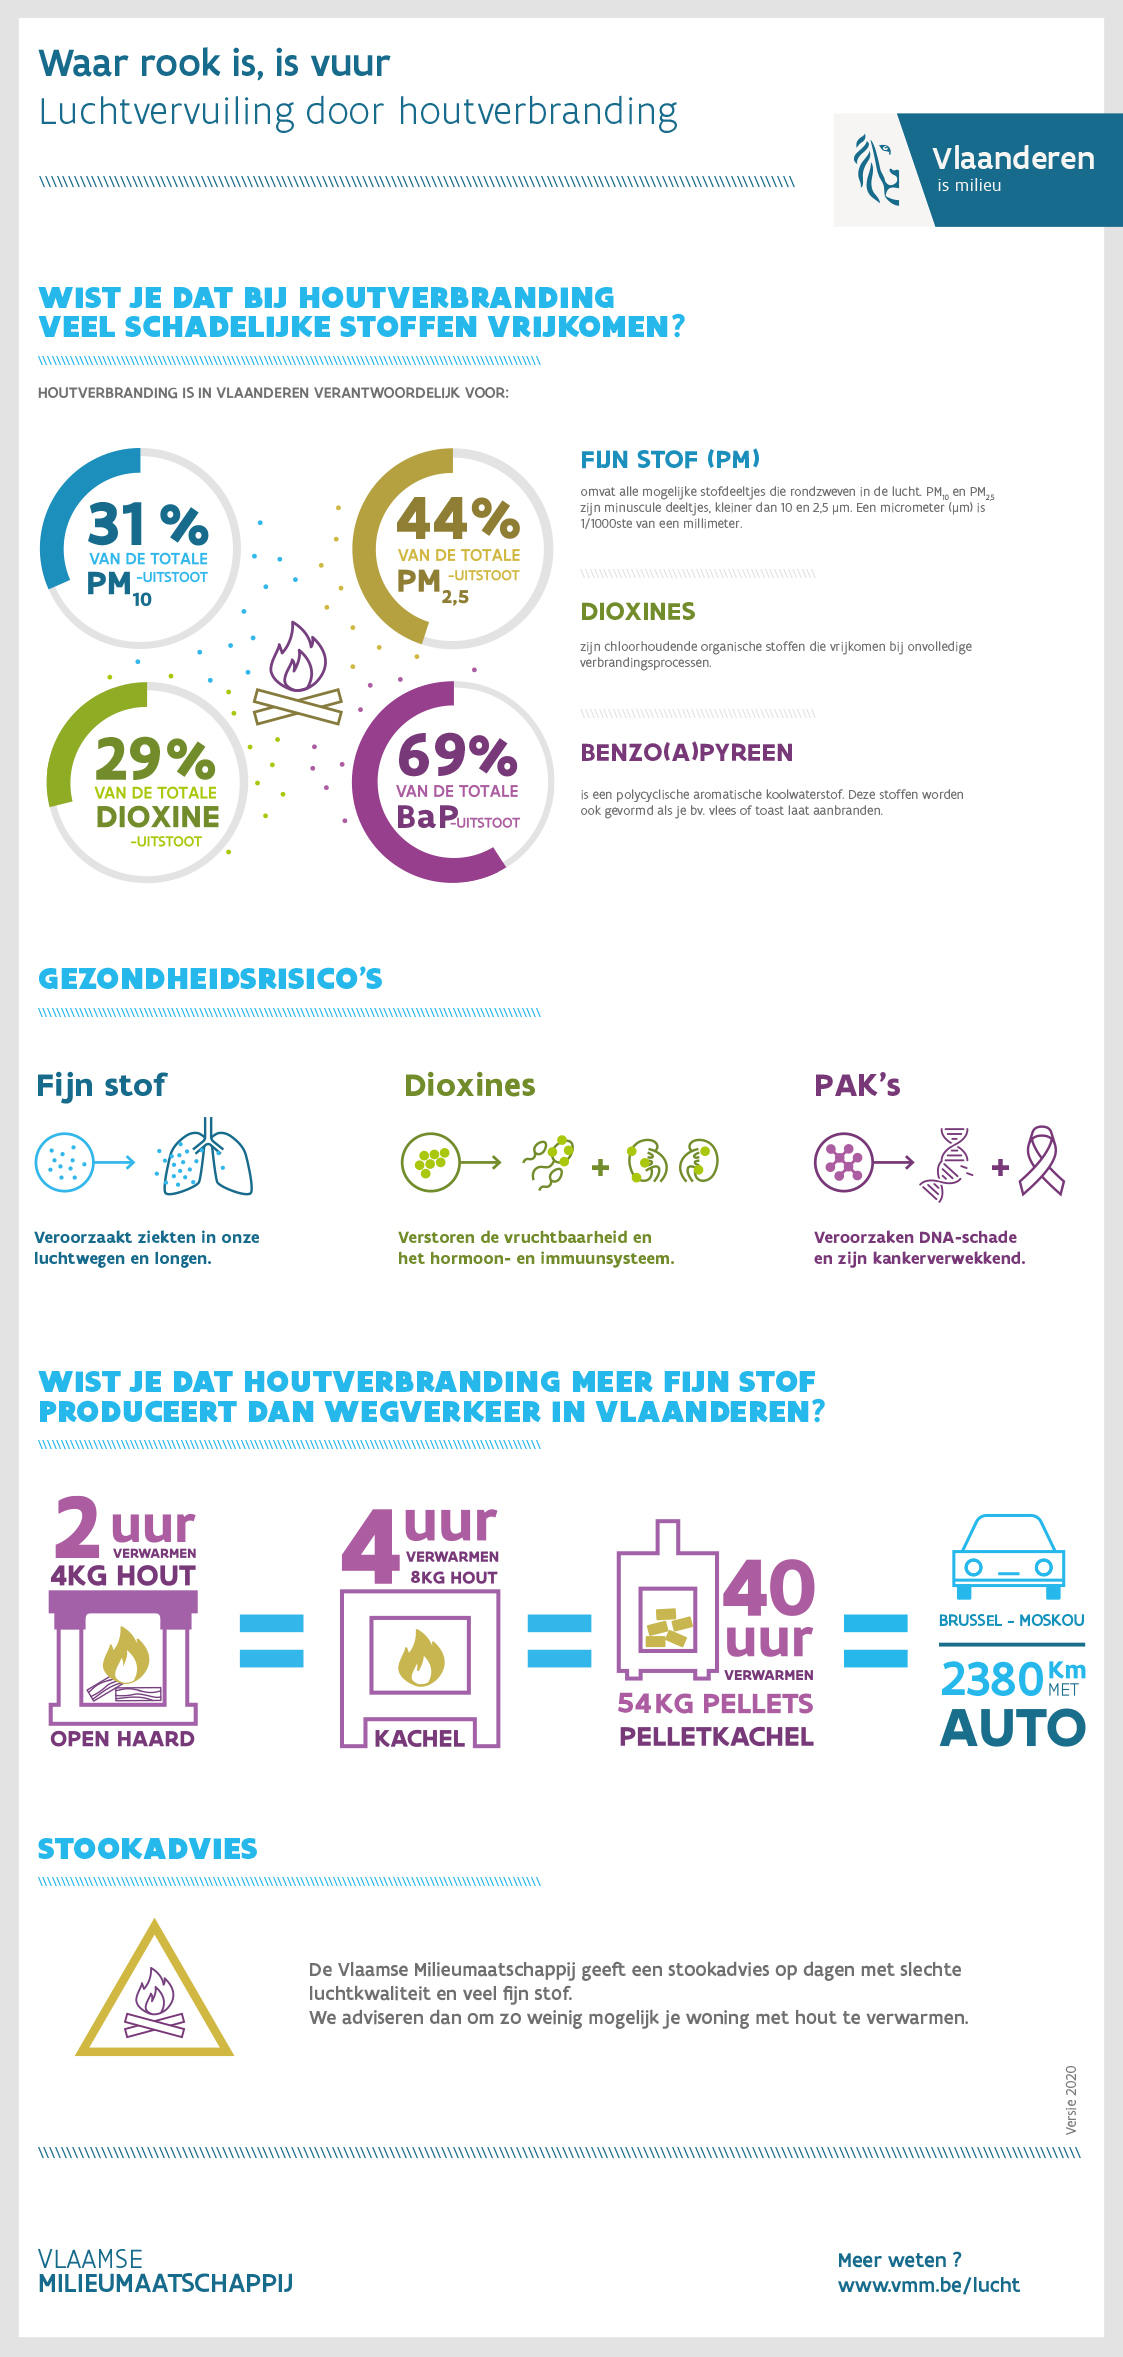 Waar rook is, is vuur
Luchtvervuiling door houtverbranding
Vlaanderen
is milieu
WIST JE DAT BIJ HOUTVERBRANDING
VEEL SCHADELIJKE STOFFEN VRIJKOMEN?
HOUTVERBRANDING IS IN VLAANDEREN VERANTWOORDELIJK VOOR:
31 %
VAN DE TOTALE
PM10 -UITSTOOT
44%
VAN DE TOTALE
PM2,5 -UITSTOOT
29%
VAN DE TOTALE
DIOXINE
-UITSTOOT
69%
VAN DE TOTALE
BaP-UITSTOOT
FIJN STOF (PM)
omvat alle mogelijke stofdeeltjes die rondzweven in de lucht. PM10 en PM2,5
zijn minuscule deeltjes, kleiner dan 10 en 2,5 µm. Een micrometer (µm) is
1/1000ste van een millimeter.
DIOXINES
zijn chloorhoudende organische stoffen die vrijkomen bij onvolledige
verbrandingsprocessen.
BENZO(A)PYREEN
is een polycyclische aromatische koolwaterstof. Deze stoffen worden
ook gevormd als je bv. vlees of toast laat aanbranden.
GEZONDHEIDSRISICO'S
Fijn stof
Veroorzaakt ziekten in onze
luchtwegen en longen.
Dioxines
+
Verstoren de vruchtbaarheid en
het hormoon- en immuunsysteem.
PAK's
+
Veroorzaken DNA-schade
en zijn kankerverwekkend.
WIST JE DAT HOUTVERBRANDING MEER FIJN STOF
PRODUCEERT DAN WEGVERKEER IN VLAANDEREN?
2 uur
VERWARMEN
4KG HOUT
OPEN HAARD
=
4 uur
VERWARMEN
8KG HOUT
KACHEL
=
40
uur
VERWARMEN
54KG PELLETS
PELLETKACHEL
=
BRUSSEL - MOSKOU
2380 Km
MET
AUTO
STOOKADVIES
De Vlaamse Milieumaatschappij geeft een stookadvies op dagen met slechte
luchtkwaliteit en veel fijn stof.
We adviseren dan om zo weinig mogelijk je woning met hout te verwarmen.
Versie 2020
VLAAMSE
MILIEUMAATSCHAPPIJ
Meer weten ?
www.vmm.be/lucht